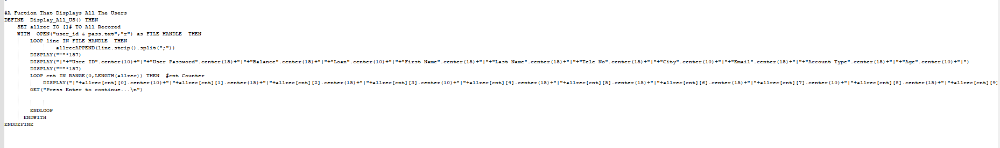 #A Fuction That Displays All The Users
DEFINE  Display_All_US() THEN
SET allrec TO []# TO All Recored
WITH  OPEN("user_id & pass.txt","r") as FILE HANDLE  THEN
LOOP line IN FILE HANDLE  THEN
allrecAPPEND(line.strip().split(";"))
DISPLAY("="*157)
DISPLAY("|"+"Usre ID".center(10)+"|"+"User Password".center(15)+"|"+"Balance".center(15)+"|"+"Loan".center(10)+"|"+"First Name".center(15)+"|"+"Last Name".center(15)+"|"+"Tele No".center(15)+"|"+"City".center(10)+"|"+"Email".center(15)+"|"+"Account Type".center(15)+"|"+"Age".center(10)+"|")
DISPLAY("="*157)
LOOP cnt IN RANGE(0,LENGTH(allrec)) THEN  #cnt Counter
DISPLAY("|"+allrec[cnt][0].center(10)+"|"+allrec[cnt][1].center(15)+"|"+allrec[cnt][2].center(15)+"|"+allrec[cnt][3].center(10)+"|"+allrec[cnt][4].center(15)+"|"+allrec[cnt][5].center(15)+"|"+allrec[cnt][6].center(15)+"|"+allrec[cnt][7].center(10)+"|"+allrec[cnt][8].center(15)+"|"+allrec[cnt][9]
GET("Press Enter to continue...\n")
ENDLOOP
ENDWITH
ENDDEFINE